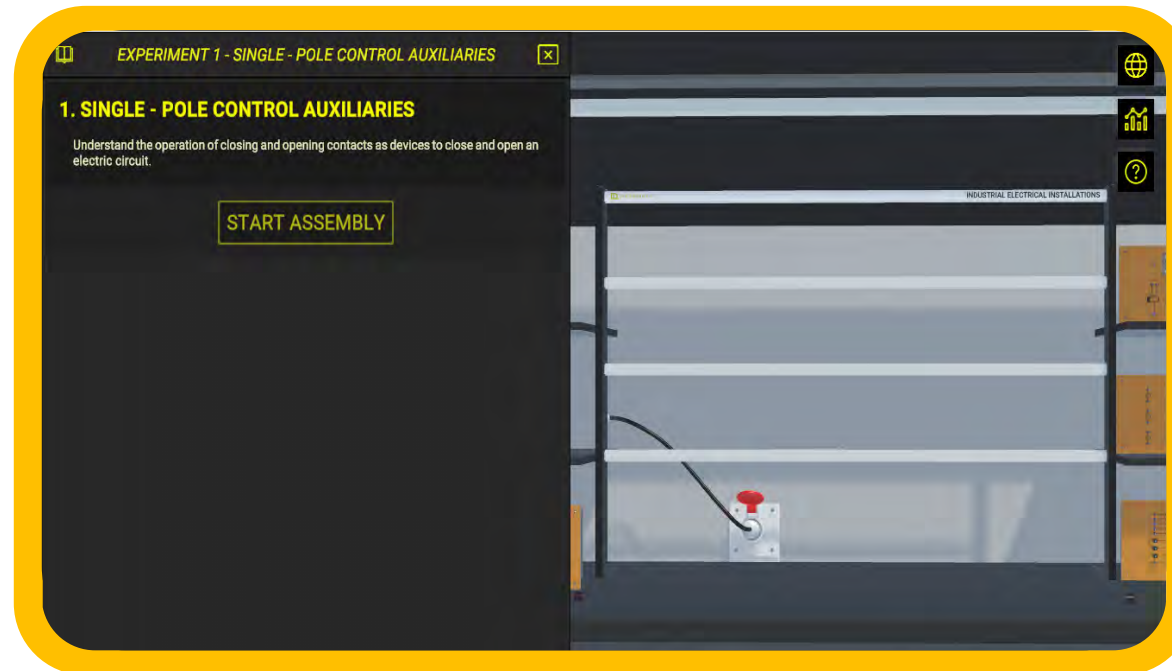 EXPERIMENT 1 - SINGLE - POLE CONTROL AUXILIARIES
1. SINGLE - POLE CONTROL AUXILIARIES
Understand the operation of closing and opening contacts as devices to close and open an
electric circuit.
START ASSEMBLY
INDUSTRIAL ELECTRICAL INSTALLATIONS